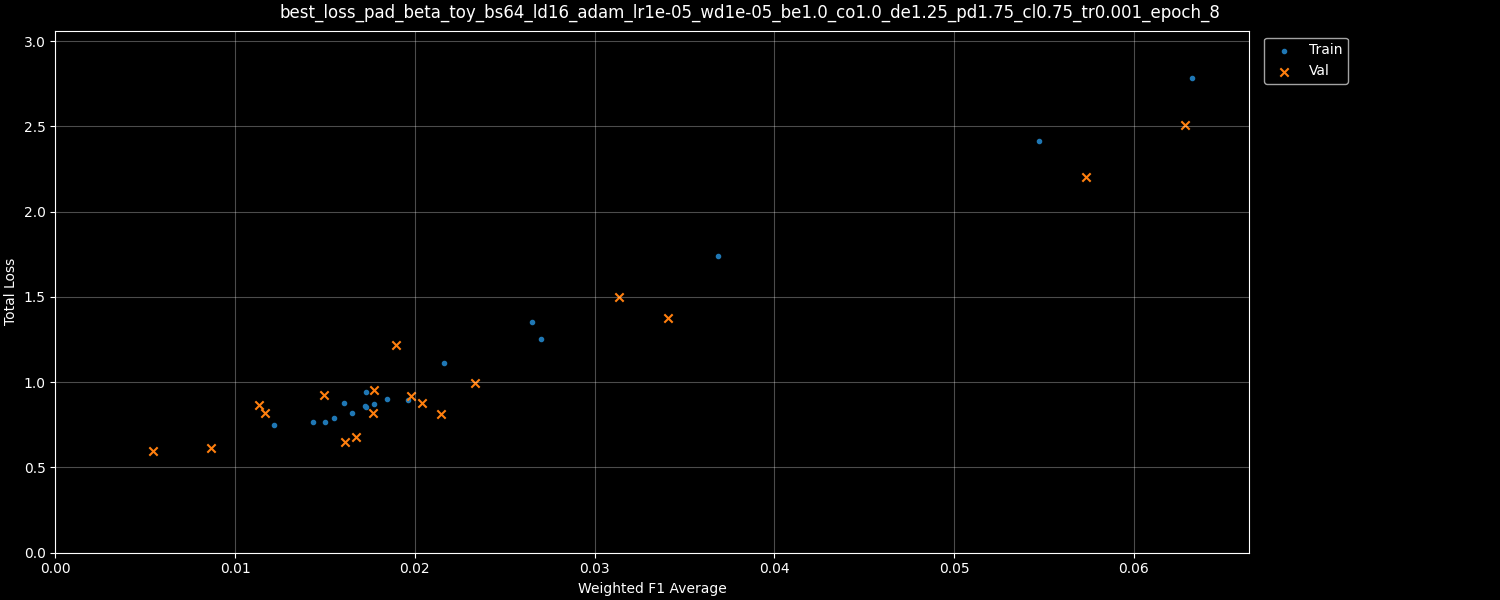 best_loss_pad_beta_toy_bs64_ld16_adam_lr1e-05_wd1e-05_be1.0_co1.0_de1.25_pd1.75_cl0.75_tr0.001_epoch_8
Train
Val
3.0
2.5
2.0
1.5
1.0
0.5
0.0
Total Loss
0.00 0.01 0.02 0.03 0.04 0.05 0.06
Weighted F1 Average